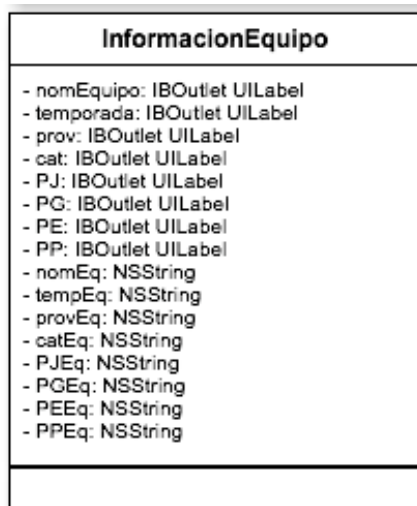 InformacionEquipo
- nomEquipo: IBOutlet UILabel
- temporada: IBOutlet UILabel
- prov: IBOutlet UILabel
- cat: IBOutlet UILabel
- PJ: IBOutlet UILabel
- PG: IBOutlet UILabel
- PE: IBOutlet UILabel
- PP: IBOutlet UILabel
- nomEq: NSString
- tempEq: NSString
- provEq: NSString
- catEq: NSString
- PJEq: NSString
- PGEq: NSString
- PEEq: NSString
- PPEq: NSString